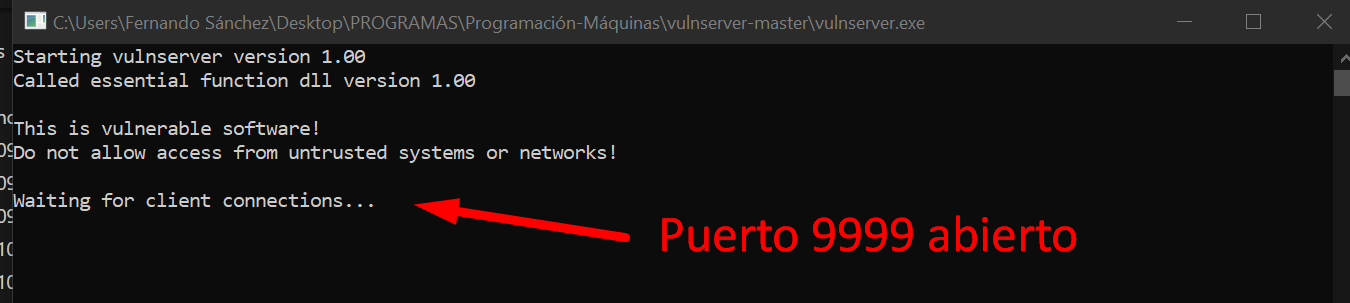 C:\Users\Fernando Sánchez\Desktop\PROGRAMAS\Programación-Máquinas\vulnserver-master\vulnserver.exe
Starting vulnserver version 1.00
Called essential function dll version 1.00
This is vulnerable software!
Do not allow access from untrusted systems or networks!
Waiting for client connections...
Puerto 9999 abierto